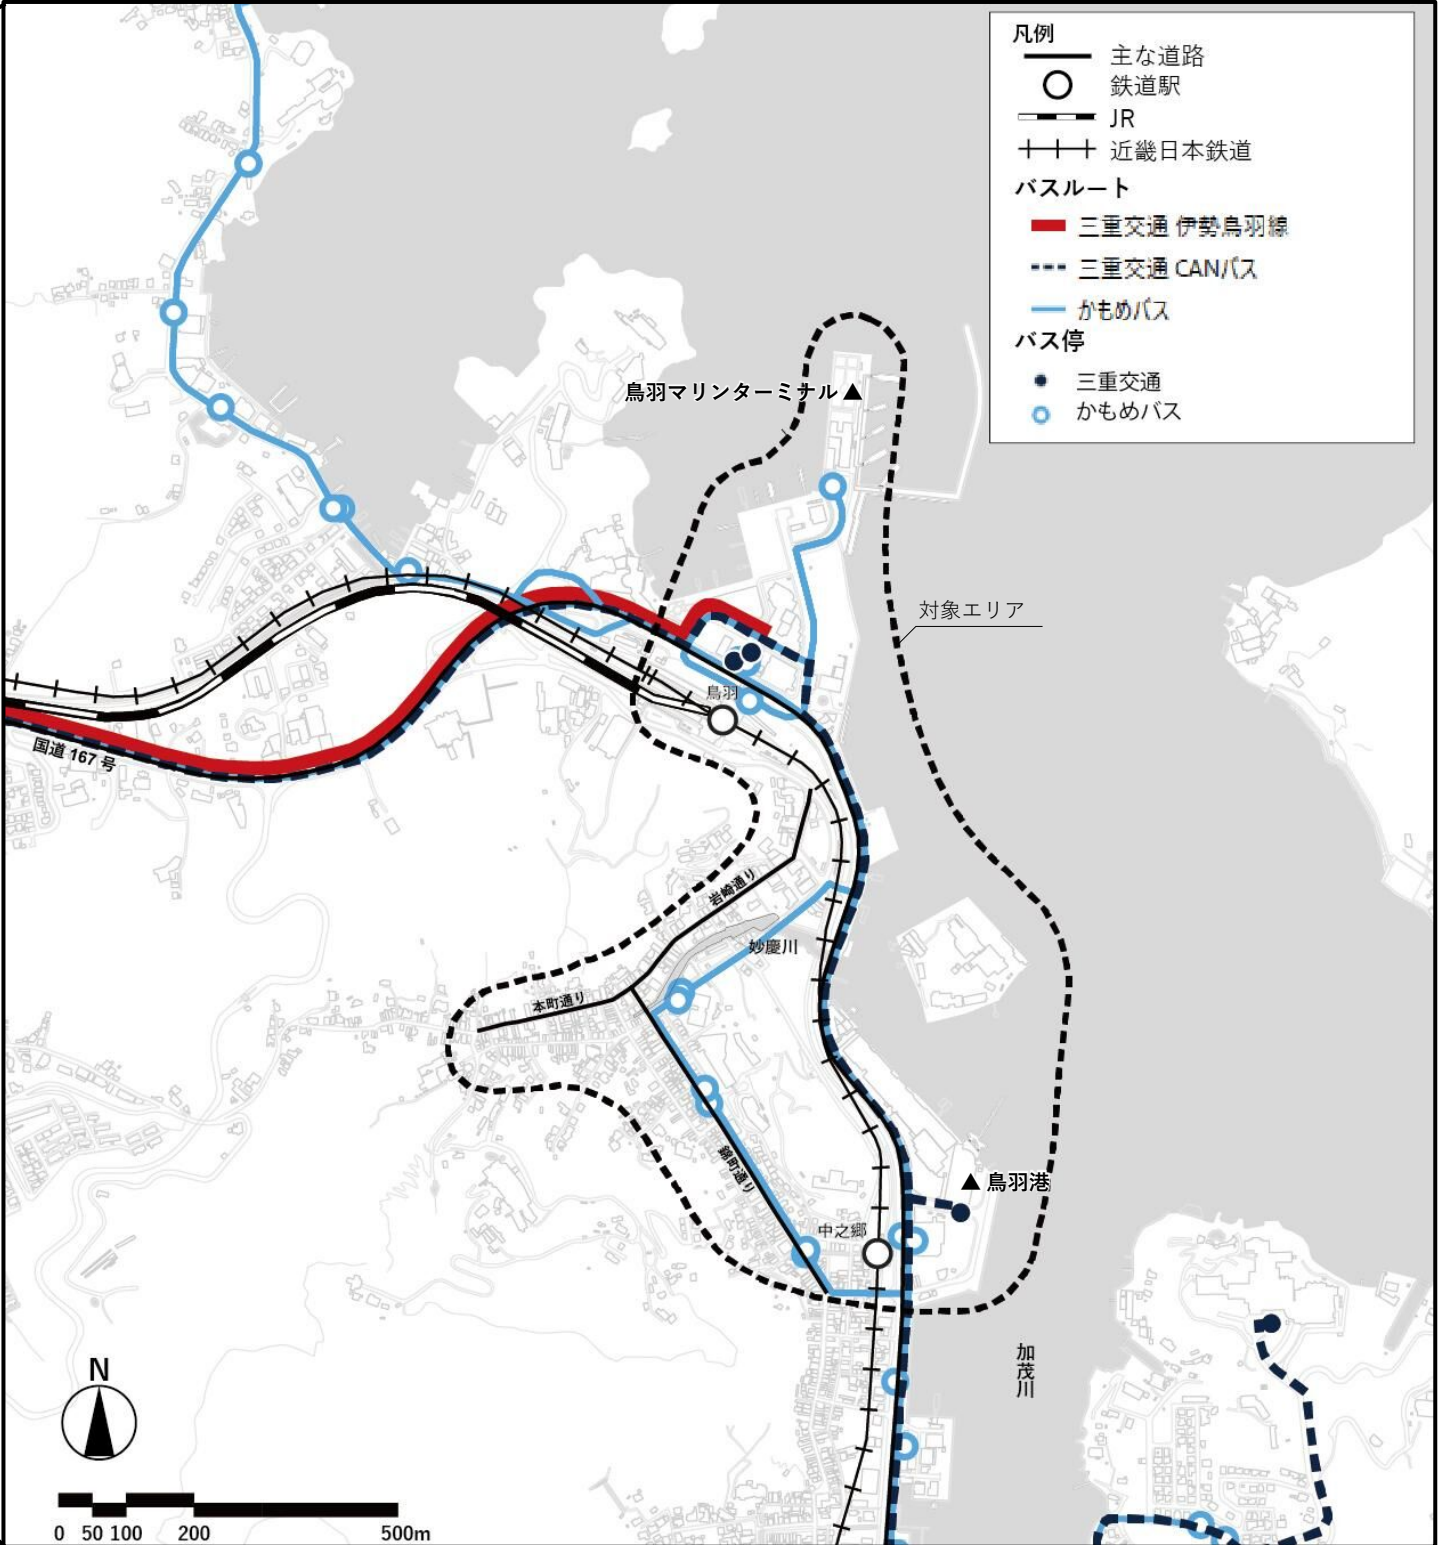 凡例
主な道路
鉄道駅
JR
近畿日本鉄道
バスルート
三重交通 伊勢鳥羽線
三重交通 CANバス
かもめバス
バス停
三重交通
かもめバス
鳥羽マリンターミナル▲
対象エリア
鳥羽
国道 167 号
岩崎通り
妙慶川
本町通り
錦町通り
▲ 鳥羽港
中之郷
加茂川
N
0 50 100 200 500m